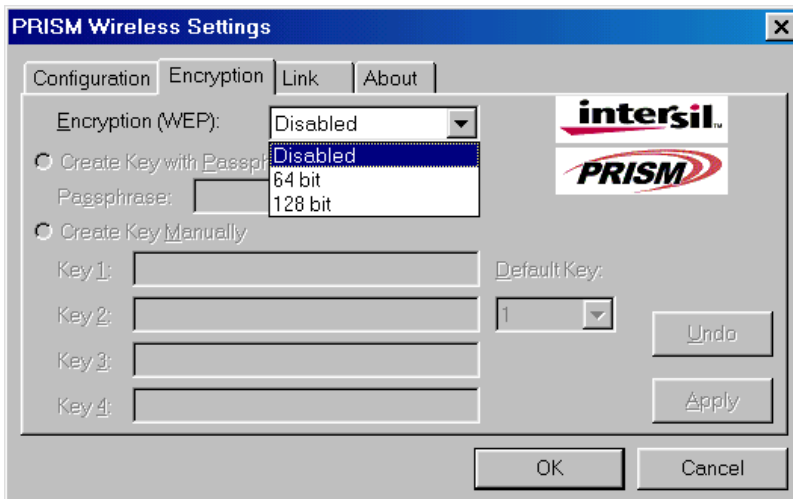 PRISM Wireless Settings
Configuration Encryption Link About
Encryption (WEP): Disabled
intersil™
Disabled
64 bit
128 bit
PRISM
Create Key with Passph
Passphrase:
Create Key Manually
Key 1:
Default Key:
Key 2:
1
Undo
Key 3:
Key 4:
Apply
OK Cancel